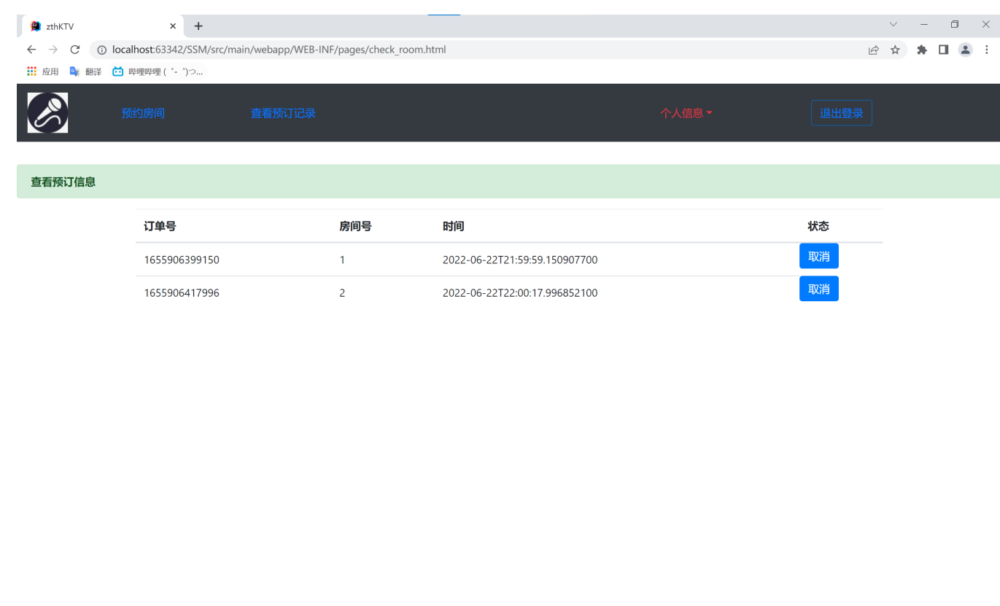 zthKTV
localhost:63342/SSM/src/main/webapp/WEB-INF/pages/check_room.html
应用 翻译 哔哩哔哩 ( ゜- ゜)つ...
预约房间 查看预订记录 个人信息 退出登录
查看预订信息
订单号 房间号 时间 状态
1655906399150 1 2022-06-22T21:59:59.150907700 取消
1655906417996 2 2022-06-22T22:00:17.996852100 取消